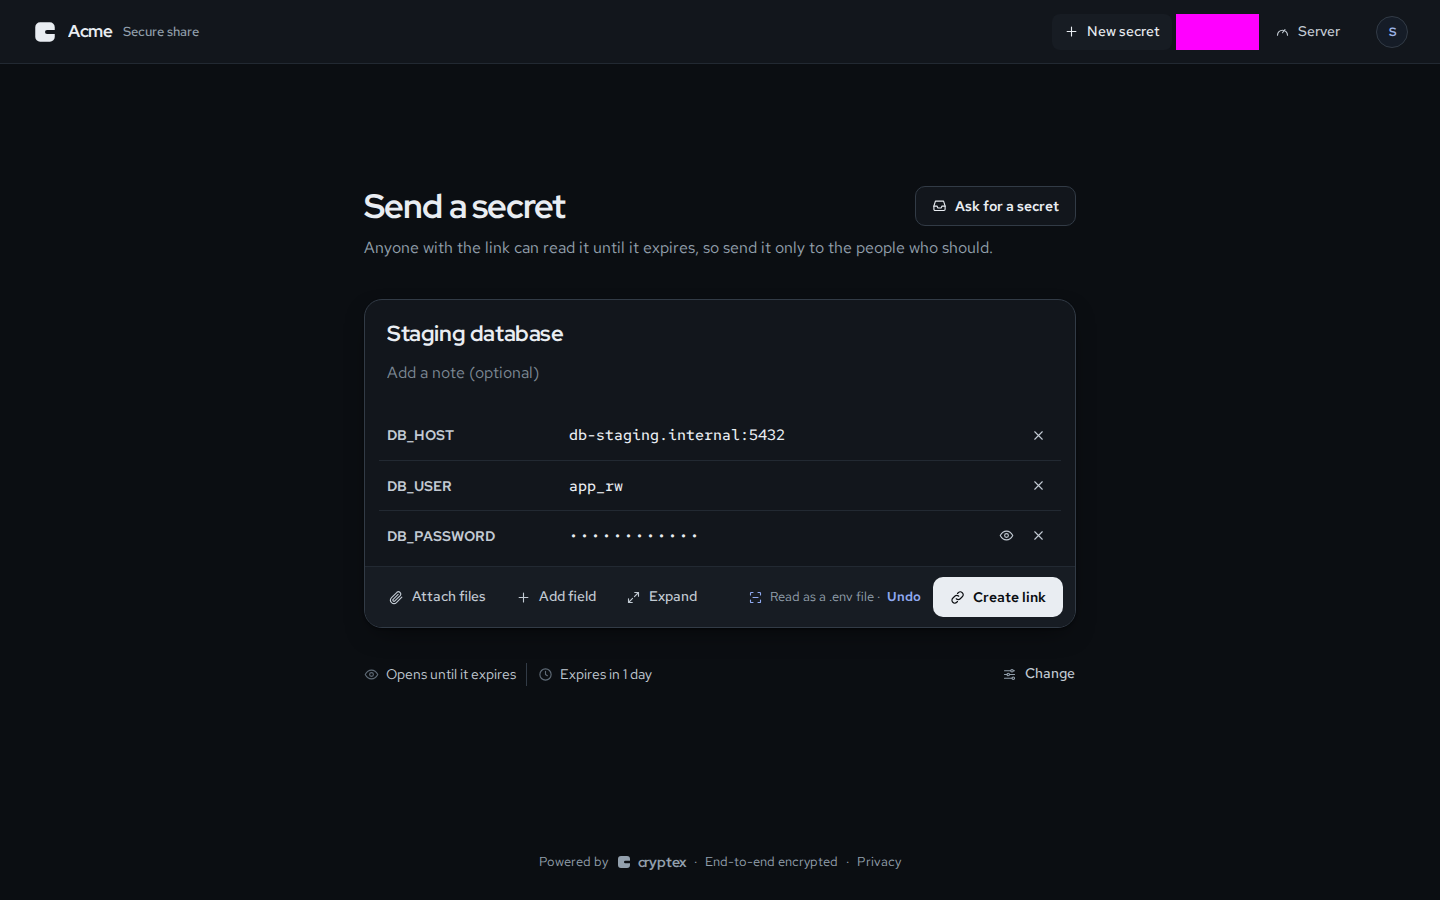 Acme Secure share
New secret
Server
S
Send a secret
Ask for a secret
Anyone with the link can read it until it expires, so send it only to the people who should.
Staging database
Add a note (optional)
DB_HOST db-staging.internal:5432
DB_USER app_rw
DB_PASSWORD ••••••••••••
Attach files
Add field
Expand
Read as a .env file · Undo
Create link
Opens until it expires
Expires in 1 day
Change
Powered by cryptex · End-to-end encrypted · Privacy